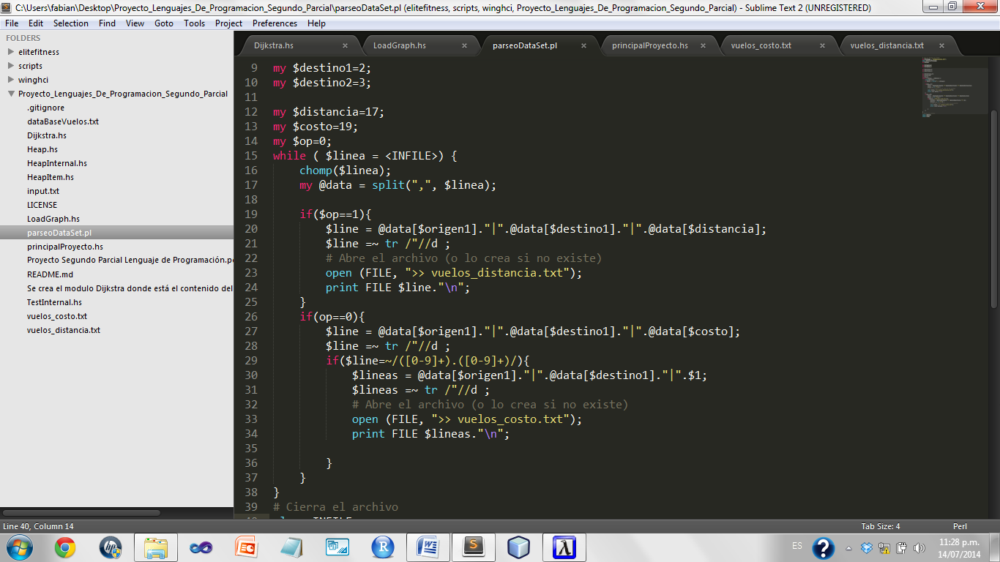 C:\Users\fabian\Desktop\Proyecto_Lenguajes_De_Programacion_Segundo_Parcial\parseoDataSet.pl (elitefitness, scripts, winghci, Proyecto_Lenguajes_De_Programacion_Segundo_Parcial) - Sublime Text 2 (UNREGISTERED)
File Edit Selection Find View Goto Tools Project Preferences Help
FOLDERS
elitefitness
scripts
winghci
Proyecto_Lenguajes_De_Programacion_Segundo_Parcial
.gitignore
dataBaseVuelos.txt
Dijkstra.hs
Heap.hs
HeapInternal.hs
HeapItem.hs
input.txt
LICENSE
LoadGraph.hs
parseoDataSet.pl
principalProyecto.hs
Proyecto Segundo Parcial Lenguaje de Programación.p
README.md
Se crea el modulo Dijkstra donde está el contenido del
TestInternal.hs
vuelos_costo.txt
vuelos_distancia.txt
Dijkstra.hs × LoadGraph.hs × parseoDataSet.pl × principalProyecto.hs × vuelos_costo.txt × vuelos_distancia.txt ×
9 my $destino1=2;
10 my $destino2=3;
11
12 my $distancia=17;
13 my $costo=19;
14 my $op=0;
15 while ( $linea = <INFILE>) {
16     chomp($linea);
17     my @data = split(",", $linea);
18
19     if($op==1){
20         $line = @data[$origen1]."|".@data[$destino1]."|".@data[$distancia];
21         $line =~ tr /"//d ;
22         # Abre el archivo (o lo crea si no existe)
23         open (FILE, ">> vuelos_distancia.txt");
24         print FILE $line."\n";
25     }
26     if(op==0){
27         $line = @data[$origen1]."|".@data[$destino1]."|".@data[$costo];
28         $line =~ tr /"//d ;
29         if($line=~/([0-9]+).([0-9]+)/){
30             $lineas = @data[$origen1]."|".@data[$destino1]."|".$1;
31             $lineas =~ tr /"//d ;
32             # Abre el archivo (o lo crea si no existe)
33             open (FILE, ">> vuelos_costo.txt");
34             print FILE $lineas."\n";
35
36         }
37     }
38 }
39 # Cierra el archivo
Line 40, Column 14 Tab Size: 4 Perl
ES 11:28 p.m.
14/07/2014